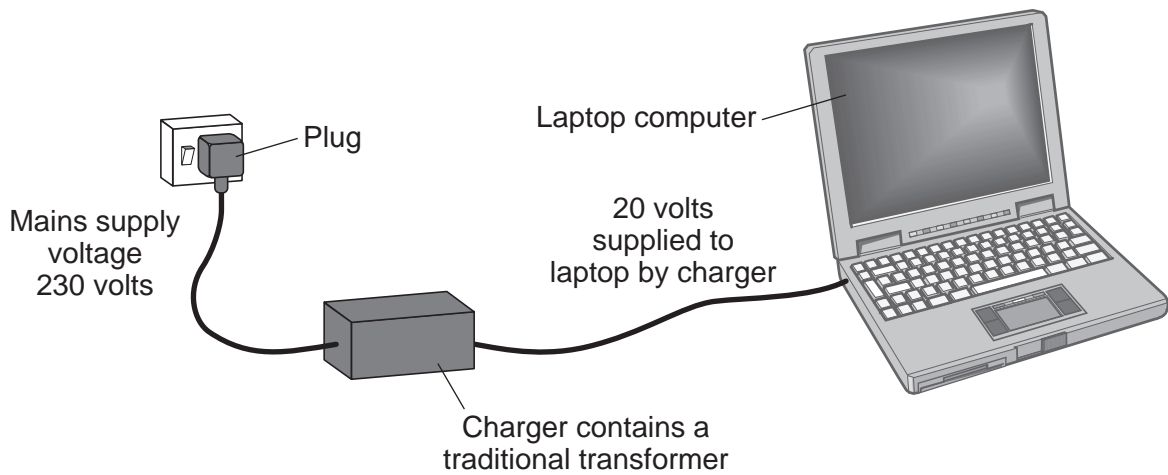 Laptop computer
Plug
Mains supply
voltage
230 volts
20 volts
supplied to
laptop by charger
Charger contains a
traditional transformer